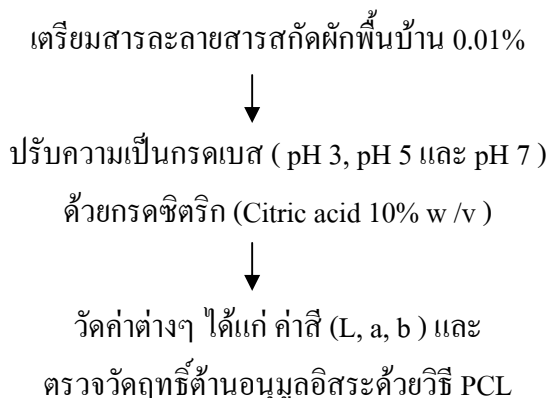 เตรียมสารละลายสารสกัดผักพื้นบ้าน 0.01%
ปรับความเป็นกรดเบส ( pH 3, pH 5 และ pH 7 )
ด้วยกรดซิตริก (Citric acid 10% w /v )
วัดค่าต่างๆ ได้แก่ ค่าสี (L, a, b ) และ
ตรวจวัดฤทธิ์ต้านอนุมูลอิสระด้วยวิธี PCL